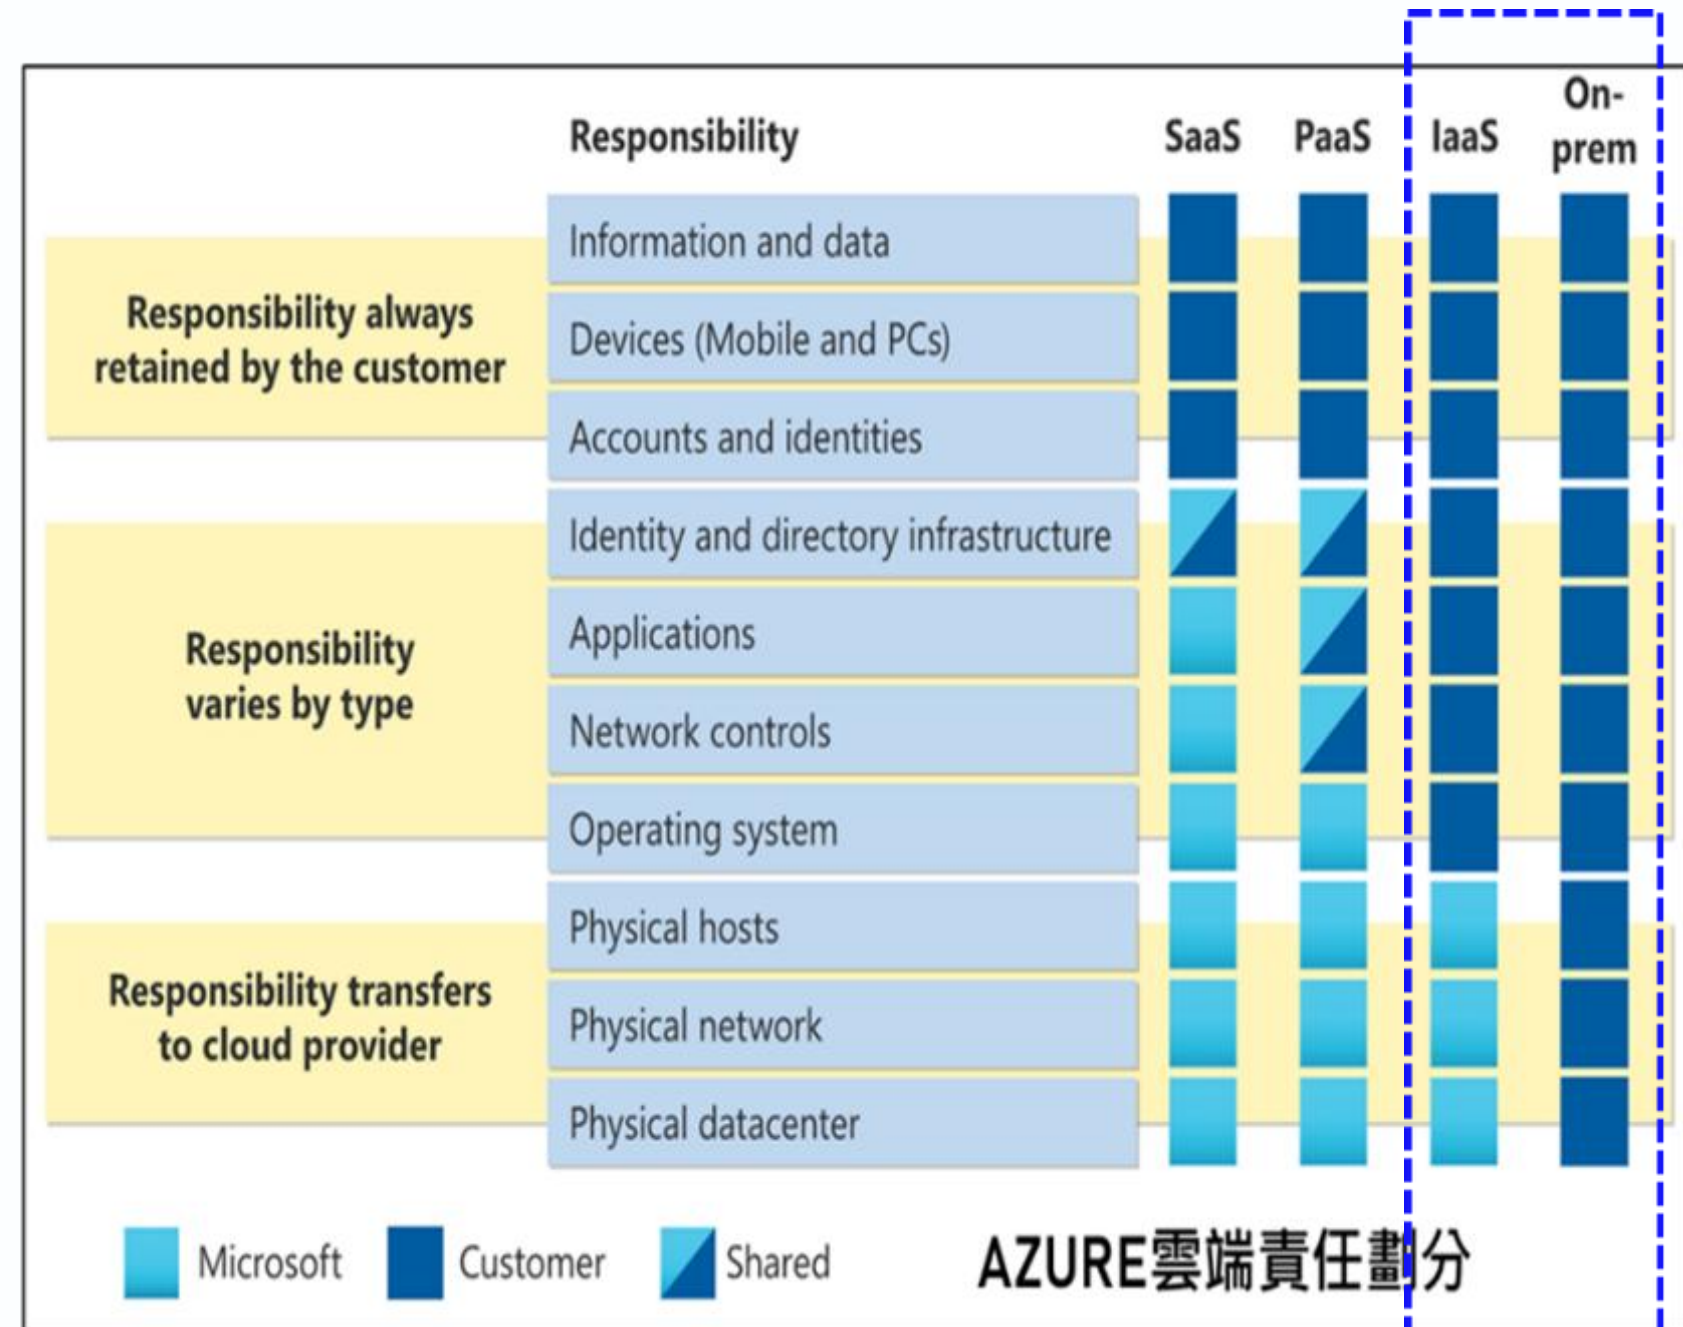 Responsibility SaaS PaaS IaaS On-
prem
Information and data
Responsibility always
retained by the customer
Devices (Mobile and PCs)
Accounts and identities
Identity and directory infrastructure
Responsibility
varies by type
Applications
Network controls
Operating system
Physical hosts
Responsibility transfers
to cloud provider
Physical network
Physical datacenter
Microsoft Customer Shared AZURE雲端責任劃分